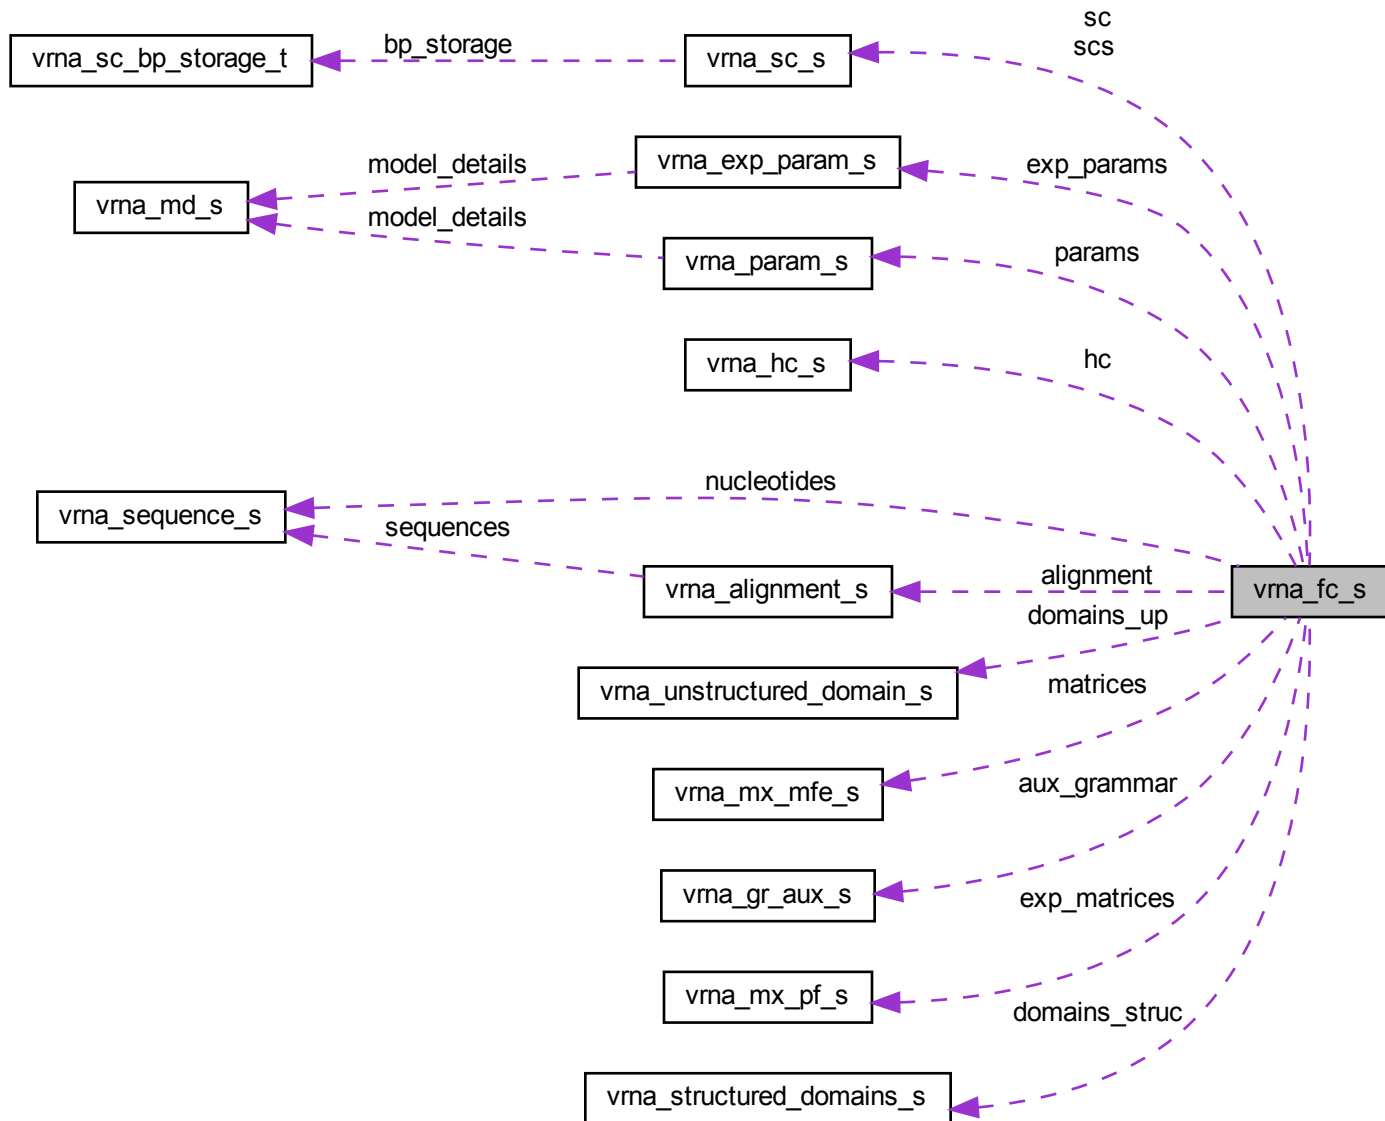 sc
scs
bp_storage
vrna_sc_bp_storage_t
vrna_sc_s
model_details
vrna_exp_param_s
exp_params
vrna_md_s
model_details
vrna_param_s
params
vrna_hc_s
hc
nucleotides
vrna_sequence_s
sequences
vrna_alignment_s
alignment
vrna_fc_s
domains_up
vrna_unstructured_domain_s
matrices
vrna_mx_mfe_s
aux_grammar
vrna_gr_aux_s
exp_matrices
vrna_mx_pf_s
domains_struc
vrna_structured_domains_s